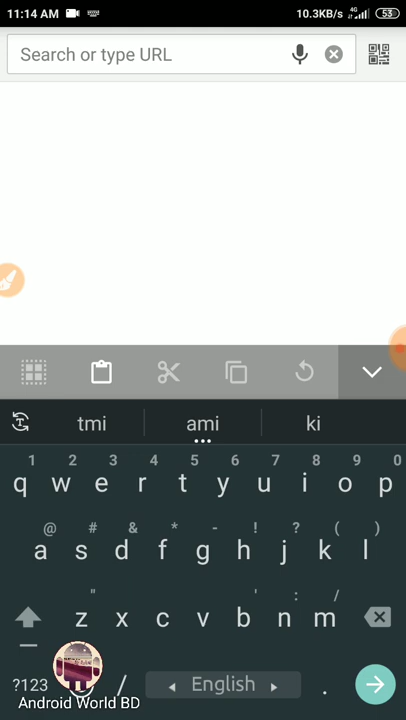 11:14 AM 10.3KB/s 4G 53
Search or type URL
tmi ami ki
1 2 3 4 5 6 7 8 9 0
q w e r t y u i o p
@ # & * - ! ? ( )
a s d f g h j k l
" ' : /
z x c v b n m
?123 / English .
Android World BD